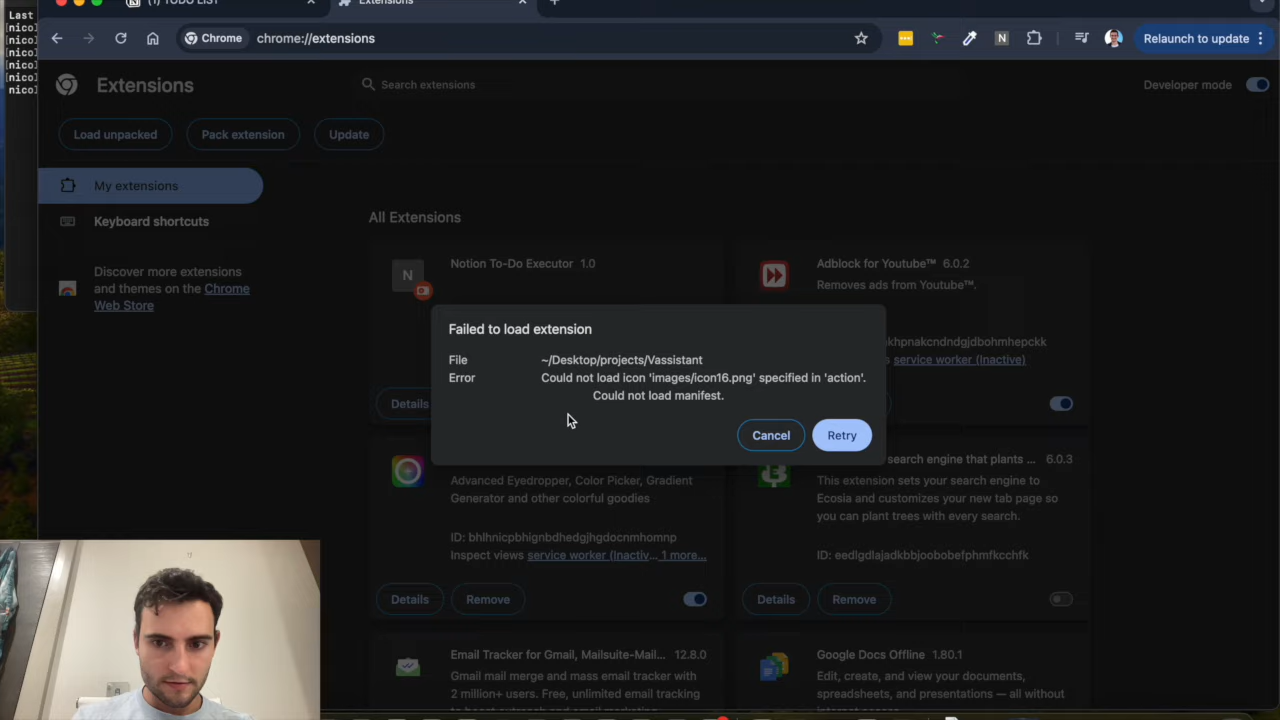 Last
[nicol
[nicol
[nicol
[nicol
[nicol
nicol
(1) TODO LIST
Extensions
Chrome
chrome://extensions
N
Relaunch to update
Extensions
Search extensions
Developer mode
Load unpacked
Pack extension
Update
My extensions
Keyboard shortcuts
Discover more extensions
and themes on the Chrome
Web Store
All Extensions
N
Notion To-Do Executor 1.0
Adblock for Youtube™ 6.0.2
Removes ads from Youtube™.
khpnakcndndgjdbohmhepckk
service worker (Inactive)
Details
Failed to load extension
File
~/Desktop/projects/Vassistant
Error
Could not load icon 'images/icon16.png' specified in 'action'.
Could not load manifest.
Cancel
Retry
Advanced Eyedropper, Color Picker, Gradient
Generator and other colorful goodies
ID: bhlhnicpbhignbdhedgjhgdocnmhomnp
Inspect views service worker (Inactiv... 1 more...
Details
Remove
search engine that plants ... 6.0.3
This extension sets your search engine to
Ecosia and customizes your new tab page so
you can plant trees with every search.
ID: eedlgdlajadkbbjoobobefphmfkcchfk
Details
Remove
Email Tracker for Gmail, Mailsuite-Mail... 12.8.0
Gmail mail merge and mass email tracker with
2 million+ users. Free, unlimited email tracking
Google Docs Offline 1.80.1
Edit, create, and view your documents,
spreadsheets, and presentations — all without